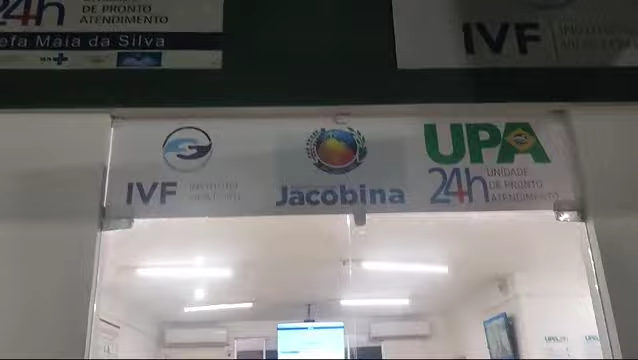 24h
DE PRONTO
ATENDIMENTO
efa Maia da Silva
IVF
IVF
Jacobina
UPA
24h
UNIDADE
DE PRONTO
ATENDIMENTO